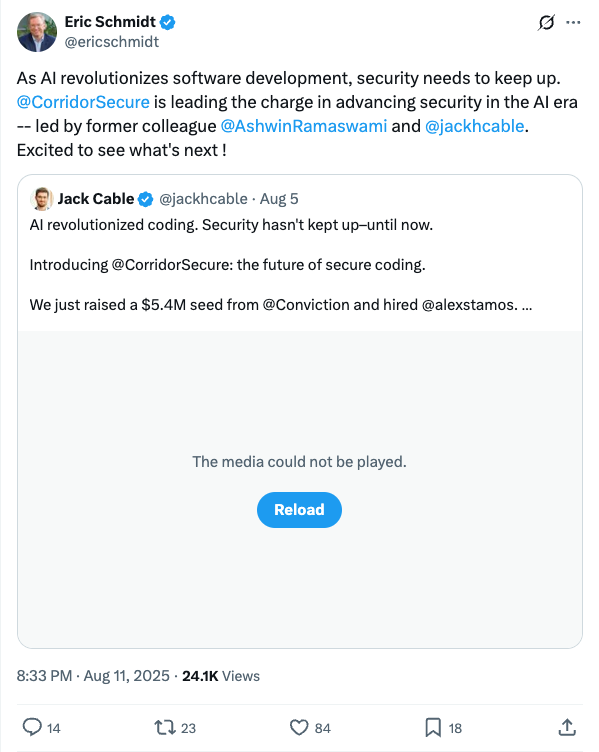 Eric Schmidt
@ericschmidt
As AI revolutionizes software development, security needs to keep up.
@CorridorSecure is leading the charge in advancing security in the AI era
-- led by former colleague @AshwinRamaswami and @jackhcable.
Excited to see what's next !
Jack Cable @jackhcable · Aug 5
AI revolutionized coding. Security hasn't kept up–until now.
Introducing @CorridorSecure: the future of secure coding.
We just raised a $5.4M seed from @Conviction and hired @alexstamos. ...
The media could not be played.
Reload
8:33 PM · Aug 11, 2025 · 24.1K Views
14 23 84 18